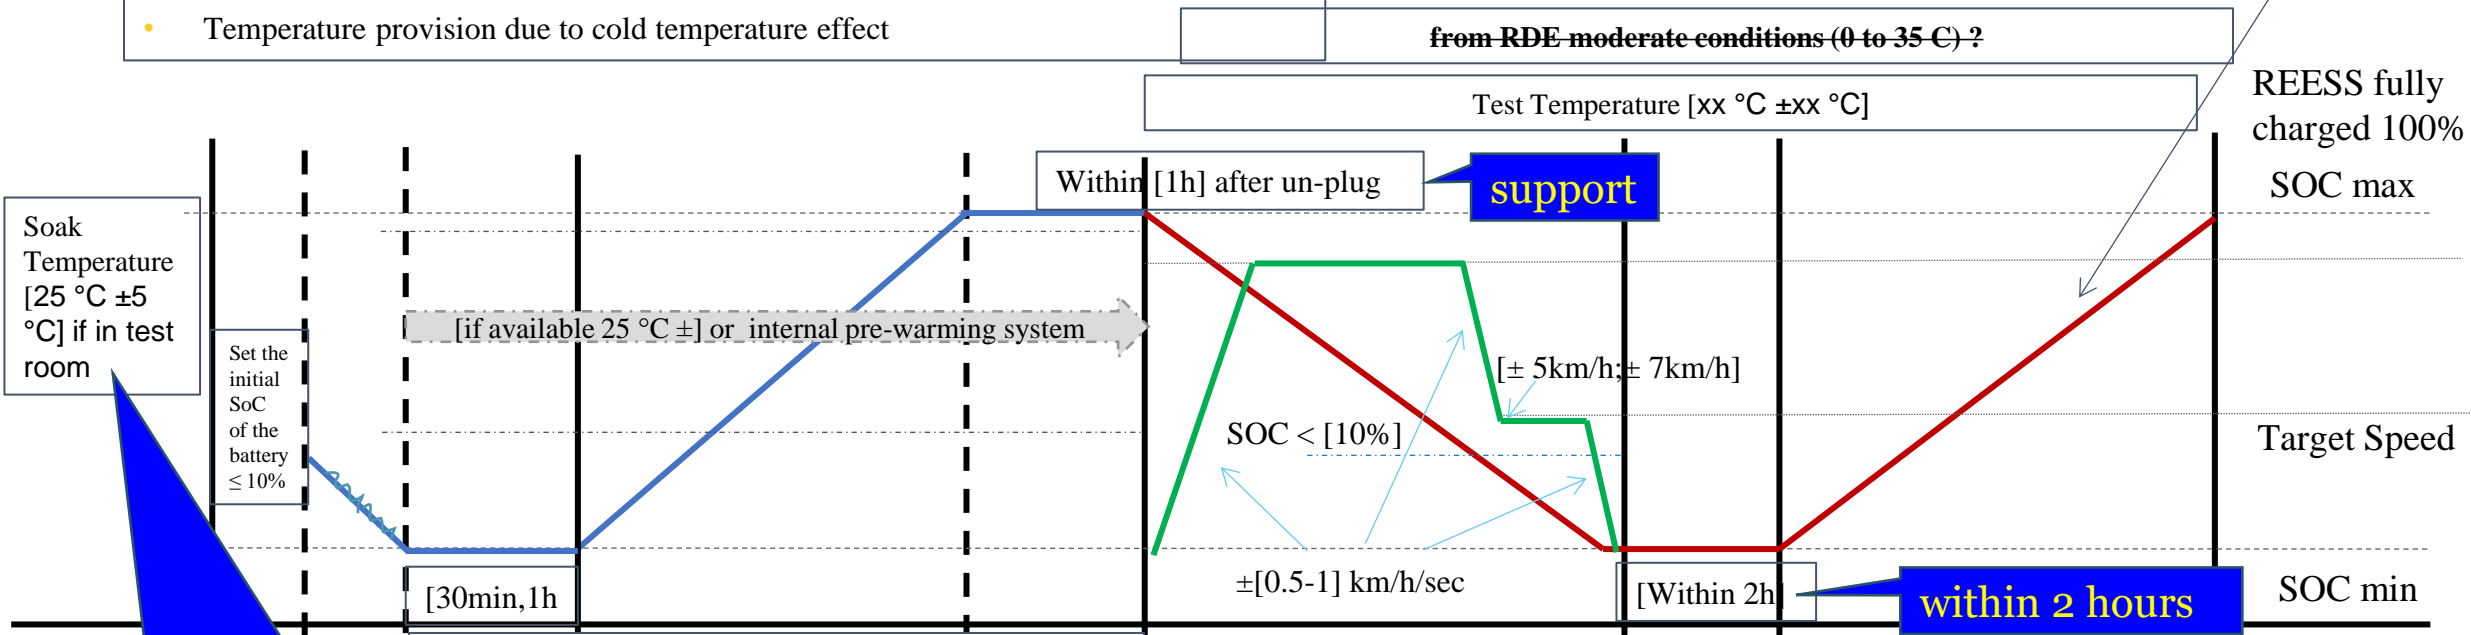 • Temperature provision due to cold temperature effect
from RDE moderate conditions (0 to 35 C) ?
Test Temperature [xx °C ±xx °C]
REESS fully
charged 100%
SOC max
Within [1h] after un-plug
support
Soak
Temperature
[25 °C ±5
°C] if in test
room
Set the
initial
SoC
of the
battery
≤ 10%
[if available 25 °C ±] or internal pre-warming system
[± 5km/h;± 7km/h]
SOC < [10%]
Target Speed
[30min,1h
±[0.5-1] km/h/sec
[Within 2h]
within 2 hours
SOC min